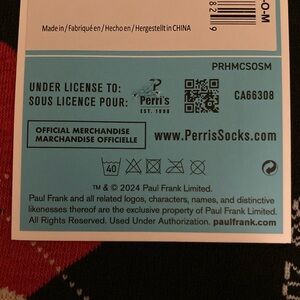 O-M
Made in / Fabriqué en / Hecho en / Hergestellt in CHINA
82 9
PRHMCSOSM
UNDER LICENSE TO:
SOUS LICENCE POUR:
Perri's
EST. 1998
CA66308
OFFICIAL MERCHANDISE
MARCHANDISE OFFICIELLE
www.PerrisSocks.com
40
™ & © 2024 Paul Frank Limited.
Paul Frank and all related logos, characters, names, and distinctive
likenesses thereof are the exclusive property of Paul Frank Limited.
All Rights Reserved. Used Under Authorization. paulfrank.com